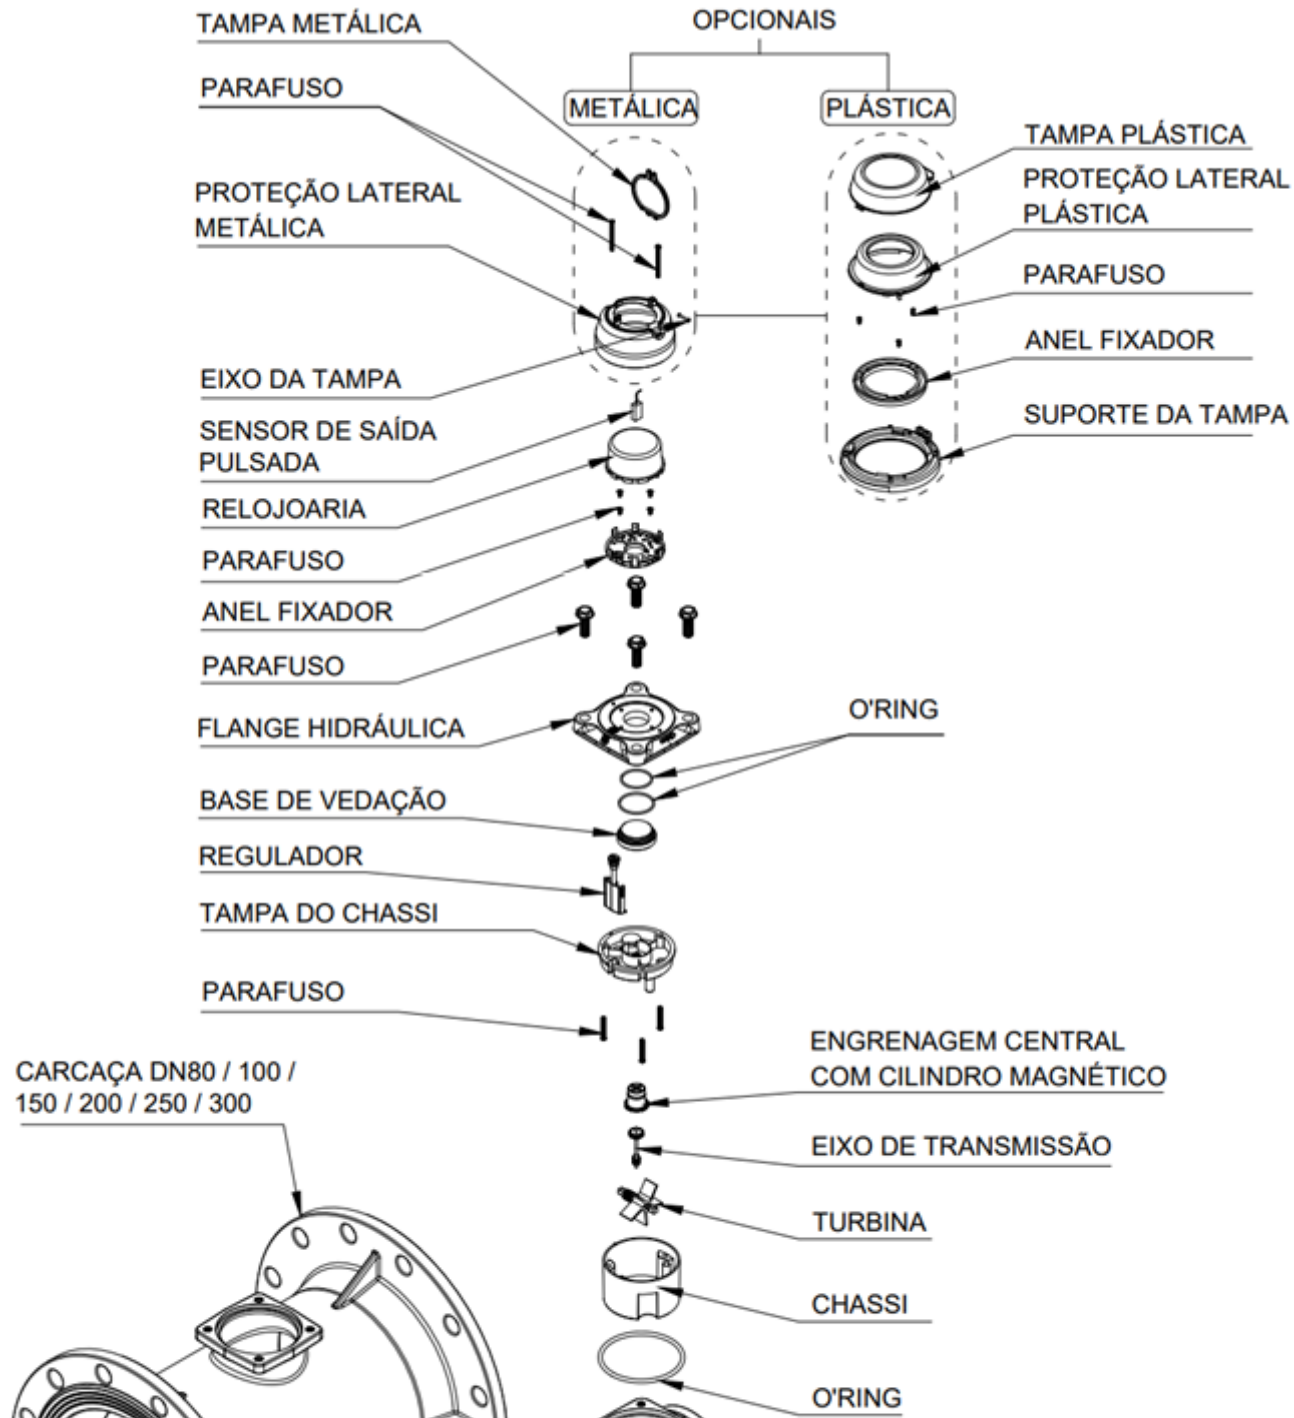 TAMPA METÁLICA
PARAFUSO
PROTEÇÃO LATERAL
METÁLICA
EIXO DA TAMPA
SENSOR DE SAÍDA
PULSADA
RELOJOARIA
PARAFUSO
ANEL FIXADOR
PARAFUSO
FLANGE HIDRÁULICA
BASE DE VEDAÇÃO
REGULADOR
TAMPA DO CHASSI
PARAFUSO
CARCAÇA DN80 / 100 /
150 / 200 / 250 / 300
OPCIONAIS
METÁLICA
PLÁSTICA
TAMPA PLÁSTICA
PROTEÇÃO LATERAL
PLÁSTICA
PARAFUSO
ANEL FIXADOR
SUPORTE DA TAMPA
O'RING
ENGRENAGEM CENTRAL
COM CILINDRO MAGNÉTICO
EIXO DE TRANSMISSÃO
TURBINA
CHASSI
O'RING